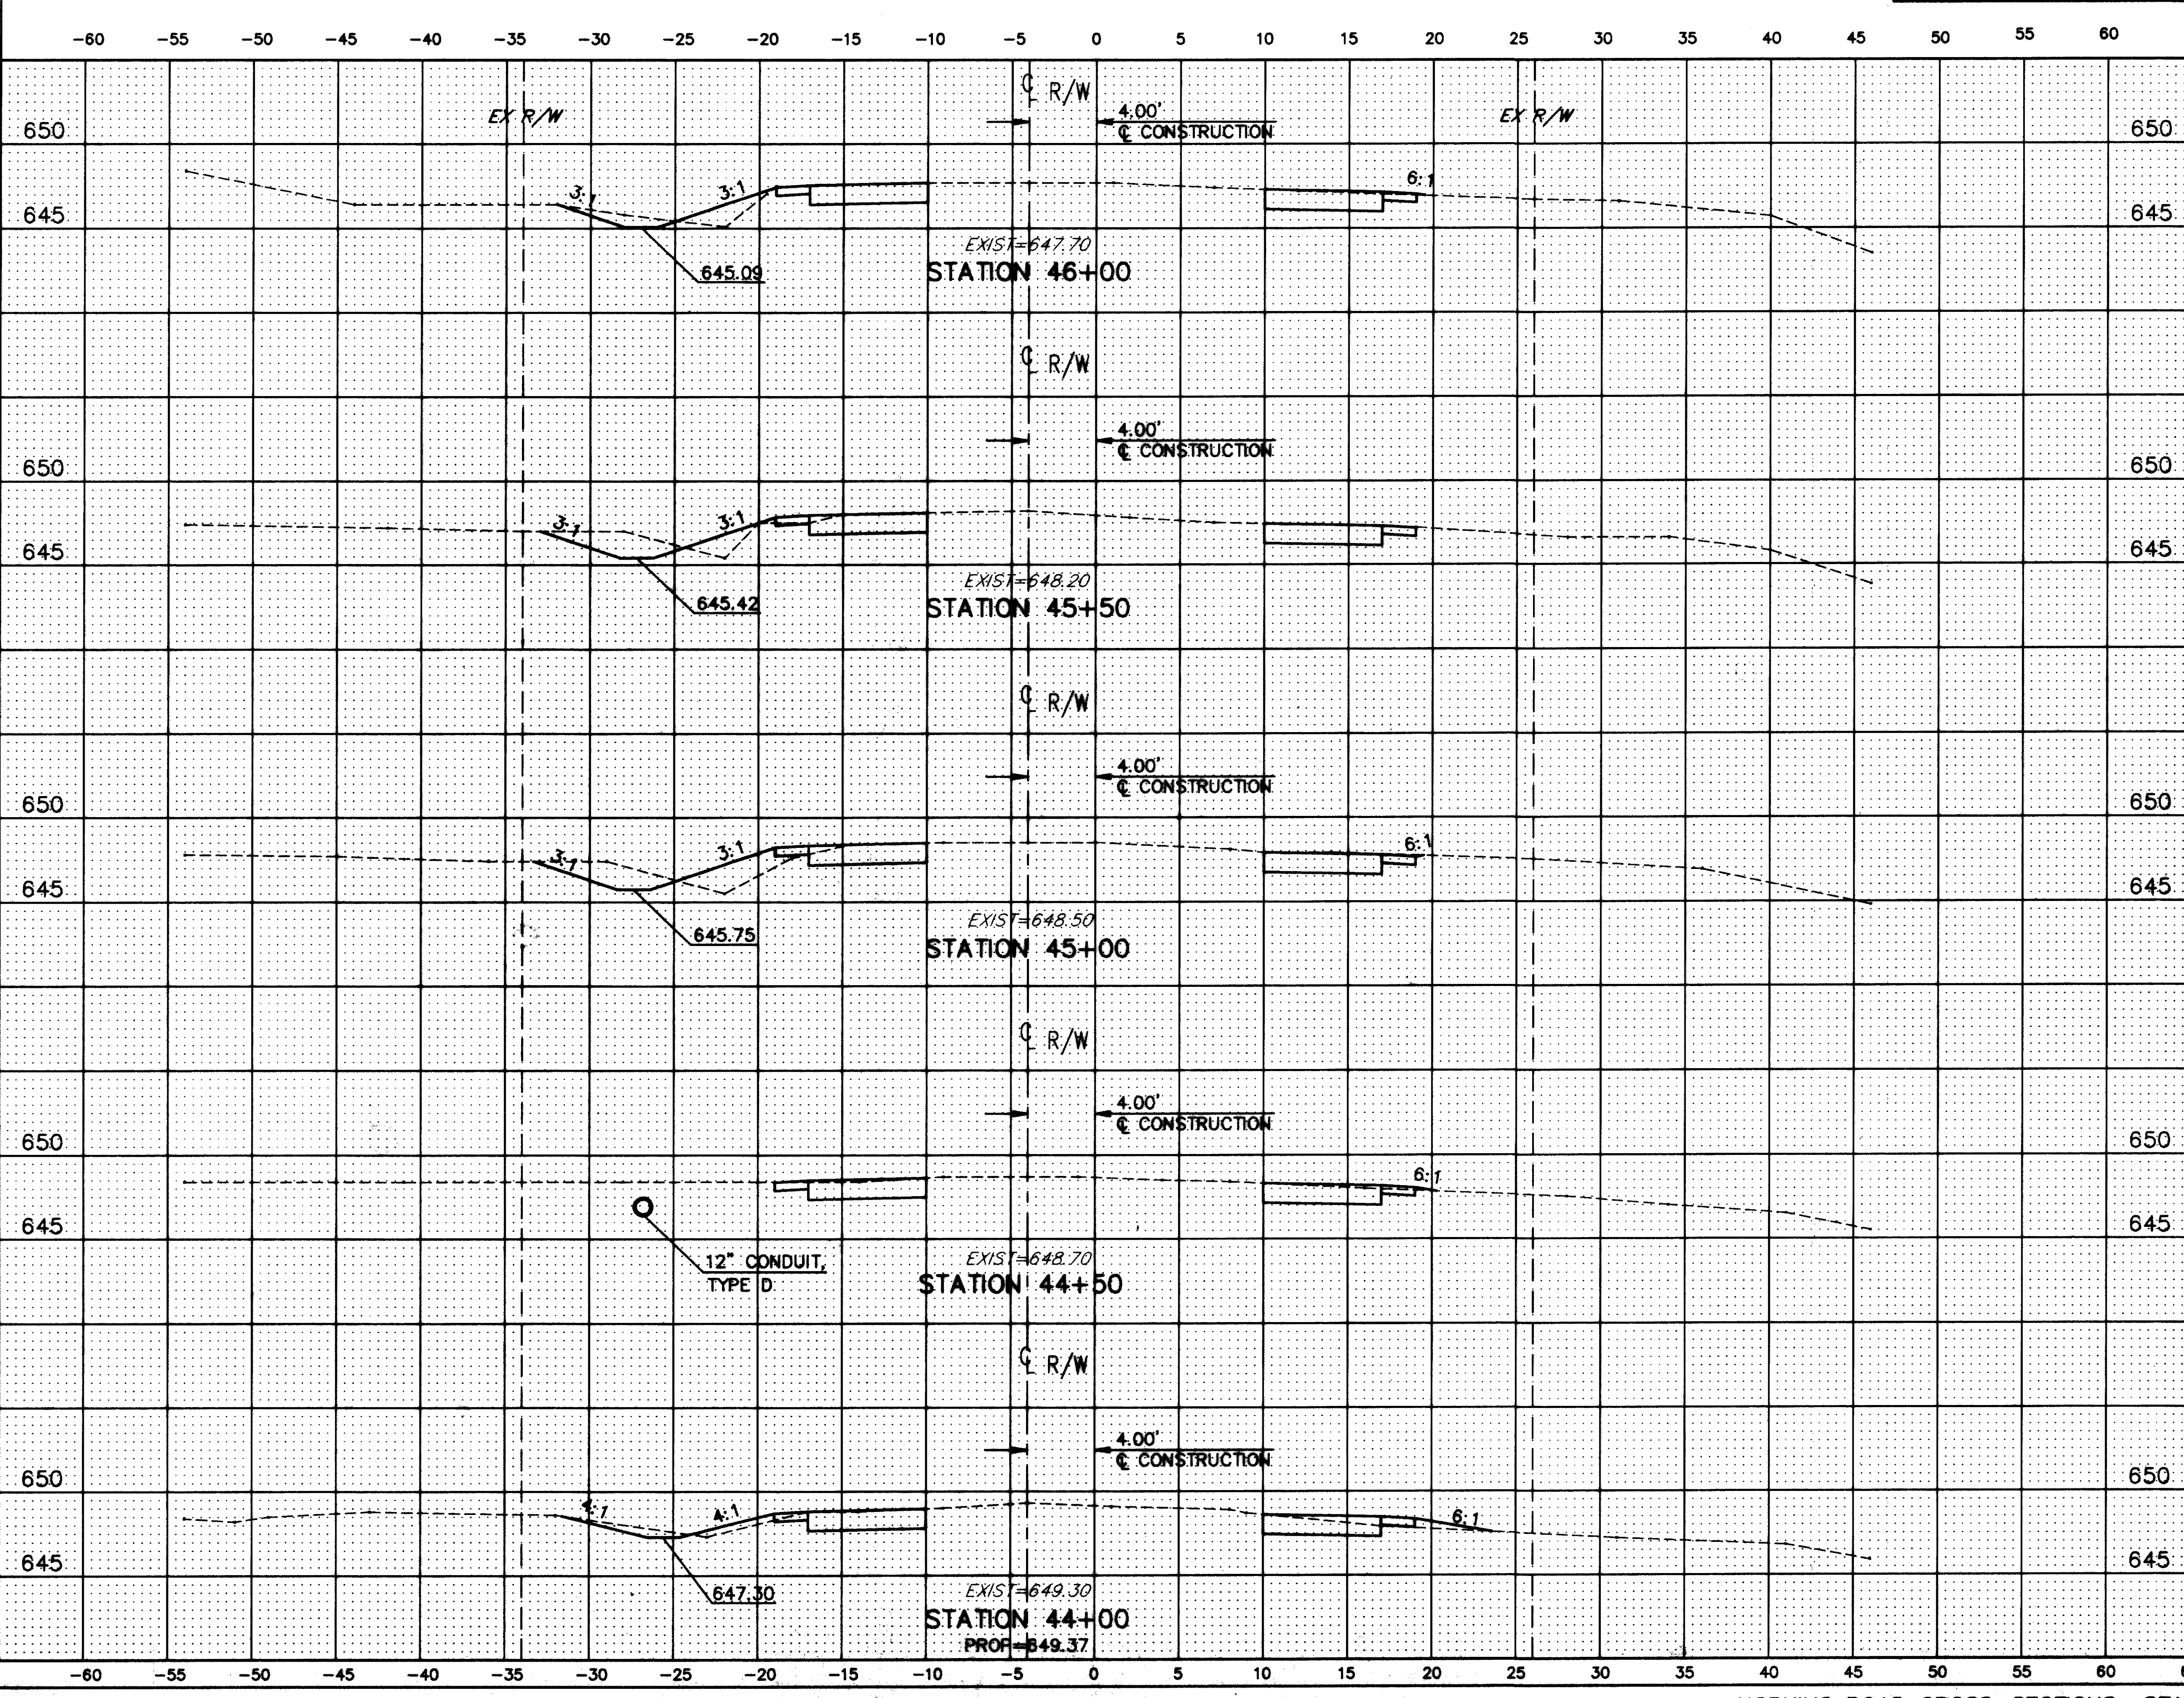 -60 -55 -50 -45 -40 -35 -30 -25 -20 -15 -10 -5 0 5 10 15 20 25 30 35 40 45 50 55 60
℄ R/W
EX R/W
4.00'
EX R/W
650
℄ CONSTRUCTION
650
3:1
3:1
6:1
645
645
EXIST=647.70
645.09
STATION 46+00
℄ R/W
4.00'
℄ CONSTRUCTION
650
650
3:1
3:1
645
645
EXIST=648.20
645.42
STATION 45+50
℄ R/W
4.00'
℄ CONSTRUCTION
650
650
3:1
3:1
6:1
645
645
EXIST=648.50
645.75
STATION 45+00
℄ R/W
4.00'
℄ CONSTRUCTION
650
650
6:1
645
645
12" CONDUIT,
TYPE D
EXIST=648.70
STATION 44+50
℄ R/W
4.00'
℄ CONSTRUCTION
650
650
4:1
4:1
6:1
645
645
647.30
EXIST=649.30
STATION 44+00
PROP=649.37
-60 -55 -50 -45 -40 -35 -30 -25 -20 -15 -10 -5 0 5 10 15 20 25 30 35 40 45 50 55 60